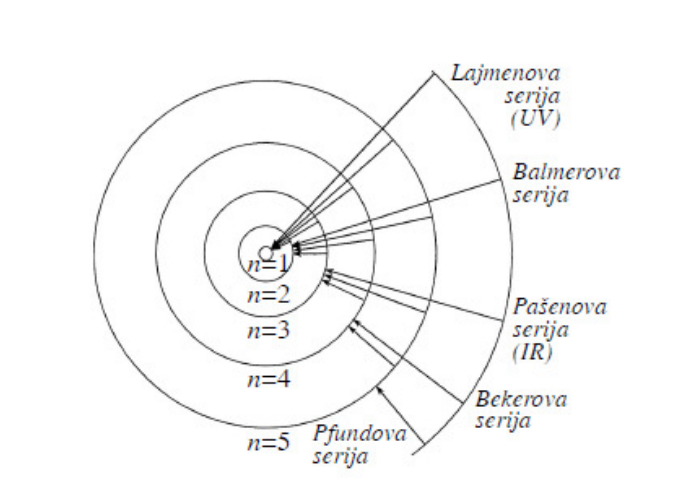 Lajmenova
serija
(UV)
Balmerova
serija
n=1
n=2
Pašenova
serija
(IR)
n=3
n=4
Bekerova
serija
n=5
Pfundova
serija